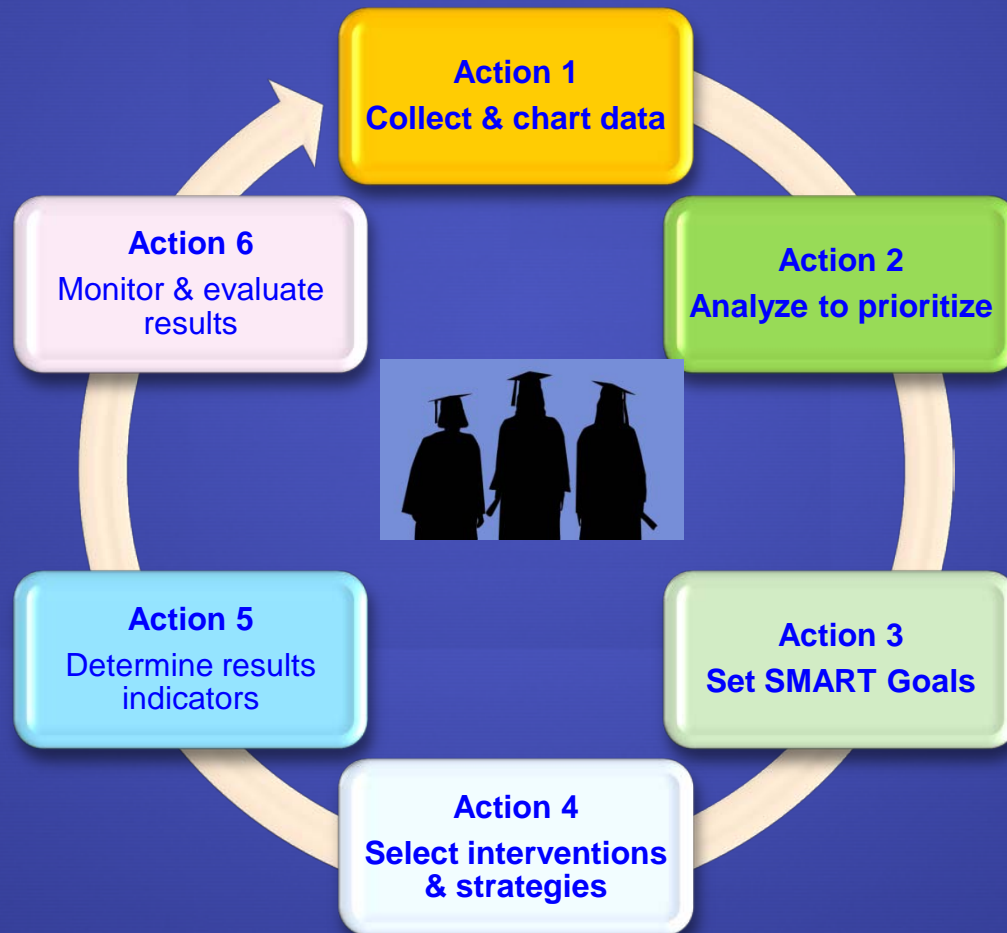 Action 1
Collect & chart data
Action 2
Analyze to prioritize
Action 3
Set SMART Goals
Action 4
Select interventions
& strategies
Action 5
Determine results
indicators
Action 6
Monitor & evaluate
results